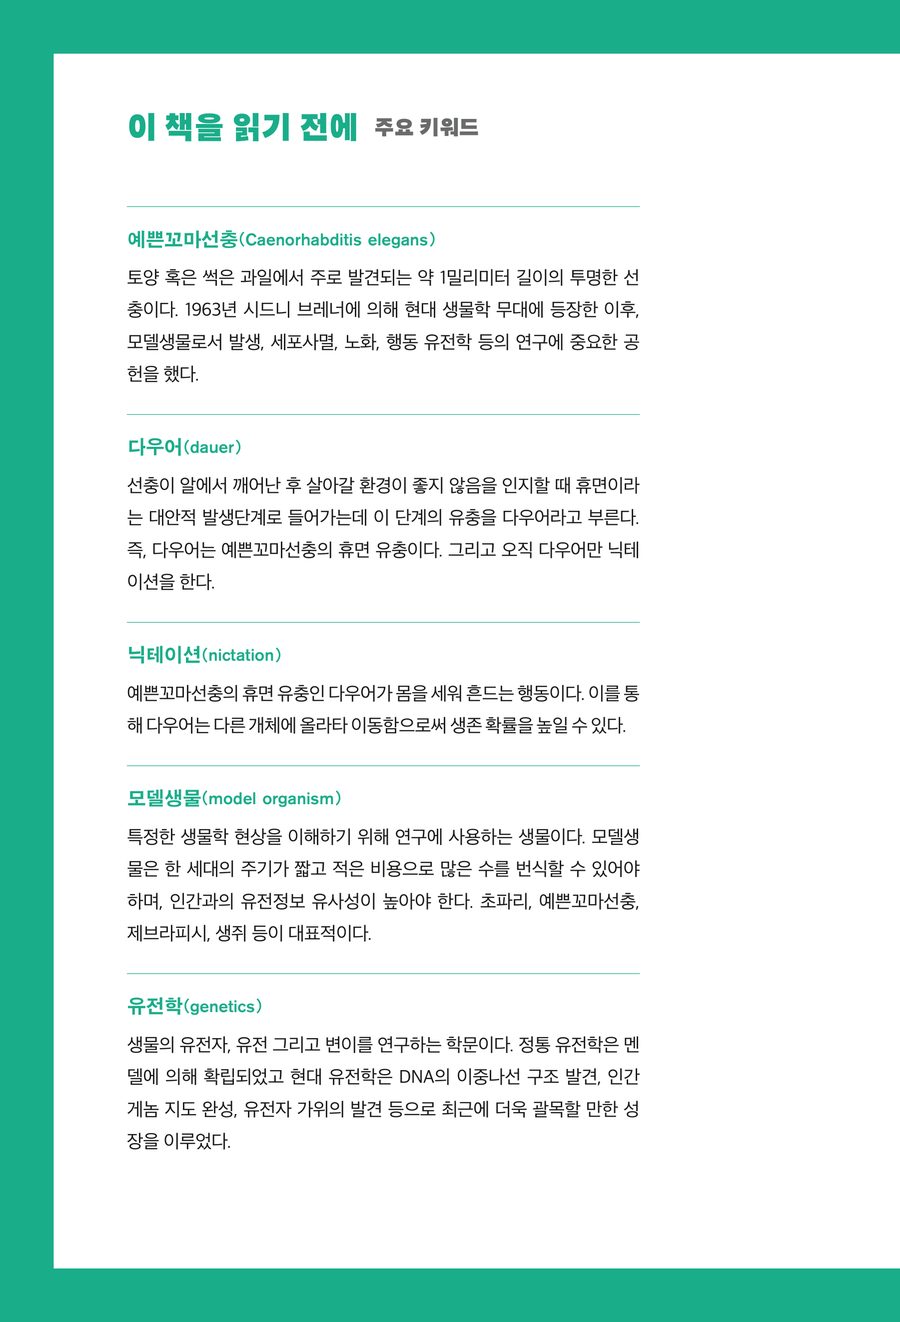 이 책을 읽기 전에 주요 키워드
예쁜꼬마선충(Caenorhabditis elegans)
토양 혹은 썩은 과일에서 주로 발견되는 약 1밀리미터 길이의 투명한 선
충이다. 1963년 시드니 브레너에 의해 현대 생물학 무대에 등장한 이후,
모델생물로서 발생, 세포사멸, 노화, 행동 유전학 등의 연구에 중요한 공
헌을 했다.
다우어(dauer)
선충이 알에서 깨어난 후 살아갈 환경이 좋지 않음을 인지할 때 휴면이라
는 대안적 발생단계로 들어가는데 이 단계의 유충을 다우어라고 부른다.
즉, 다우어는 예쁜꼬마선충의 휴면 유충이다. 그리고 오직 다우어만 닉테
이션을 한다.
닉테이션(nictation)
예쁜꼬마선충의 휴면 유충인 다우어가 몸을 세워 흔드는 행동이다. 이를 통
해 다우어는 다른 개체에 올라타 이동함으로써 생존 확률을 높일 수 있다.
모델생물(model organism)
특정한 생물학 현상을 이해하기 위해 연구에 사용하는 생물이다. 모델생
물은 한 세대의 주기가 짧고 적은 비용으로 많은 수를 번식할 수 있어야
하며, 인간과의 유전정보 유사성이 높아야 한다. 초파리, 예쁜꼬마선충,
제브라피시, 생쥐 등이 대표적이다.
유전학(genetics)
생물의 유전자, 유전 그리고 변이를 연구하는 학문이다. 정통 유전학은 멘
델에 의해 확립되었고 현대 유전학은 DNA의 이중나선 구조 발견, 인간
게놈 지도 완성, 유전자 가위의 발견 등으로 최근에 더욱 괄목할 만한 성
장을 이루었다.